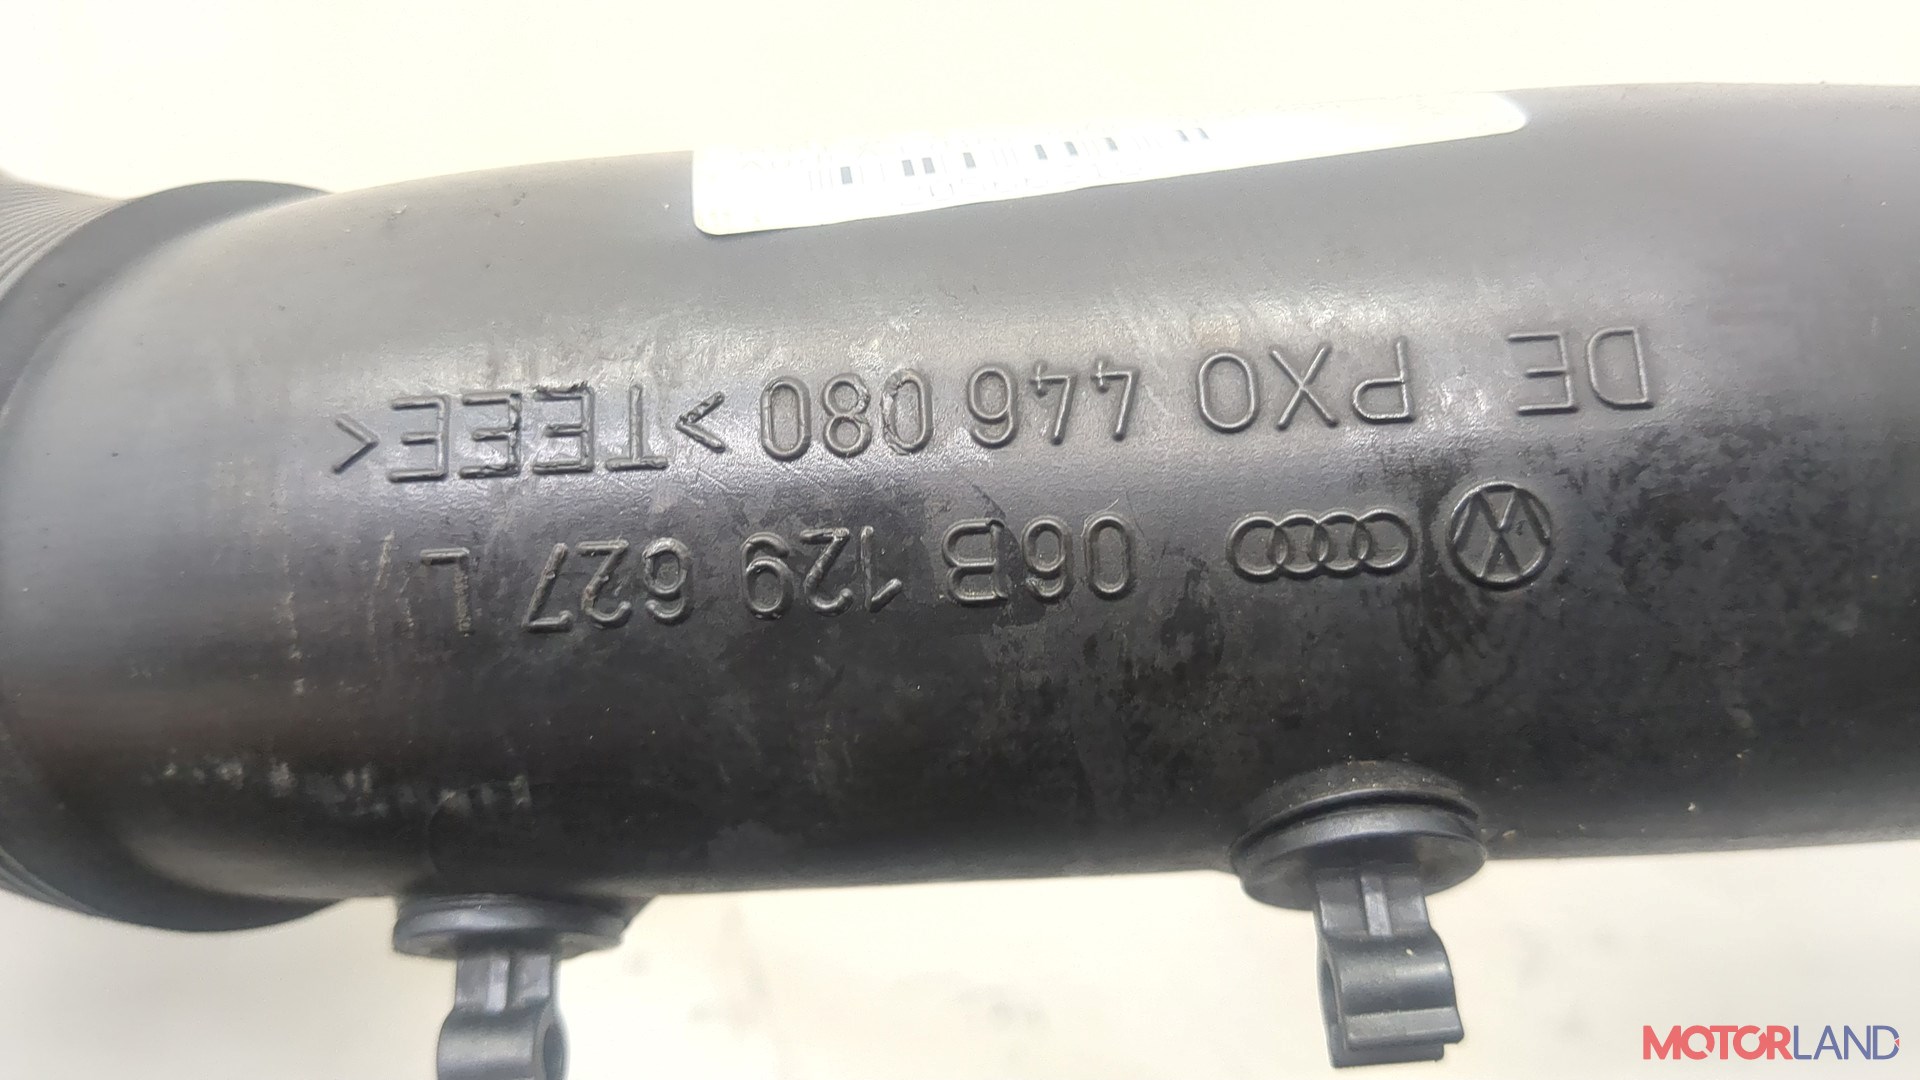 06B 129 627 L
DE PXO 446 080 <TEEE>
MOTORLAND